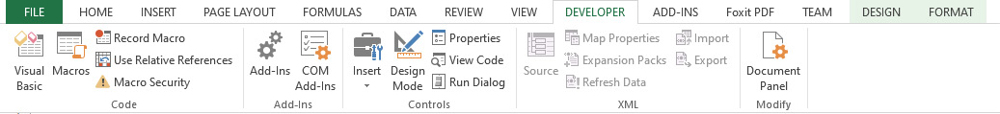 FILE HOME INSERT PAGE LAYOUT FORMULAS DATA REVIEW VIEW DEVELOPER ADD-INS Foxit PDF TEAM DESIGN FORMAT
Visual Basic
Macros
Record Macro
Use Relative References
Macro Security
Code
Add-Ins
COM Add-Ins
Add-Ins
Insert
Design Mode
Properties
View Code
Run Dialog
Controls
Source
Map Properties
Expansion Packs
Refresh Data
Import
Export
XML
Document Panel
Modify